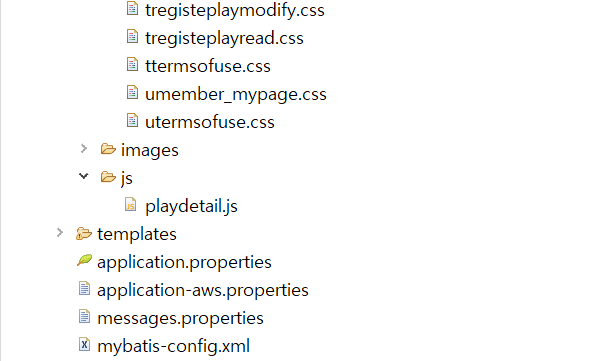 tregisteplaymodify.css
tregisteplayread.css
ttermsofuse.css
umember_mypage.css
utermsofuse.css
images
js
playdetail.js
templates
application.properties
application-aws.properties
messages.properties
mybatis-config.xml